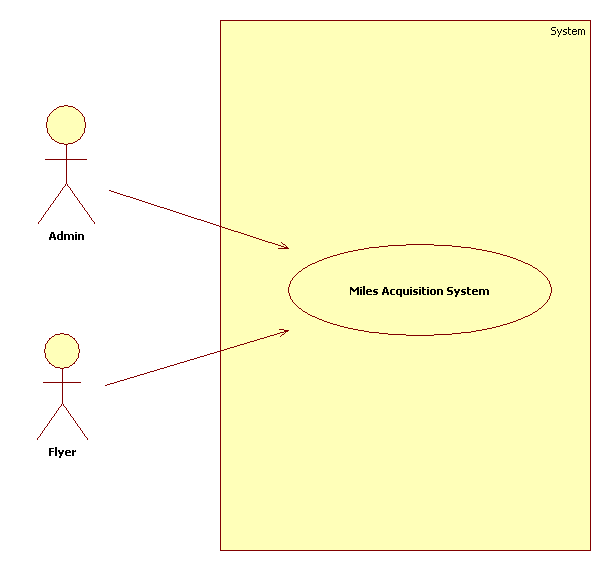 System
Admin
Miles Acquisition System
Flyer